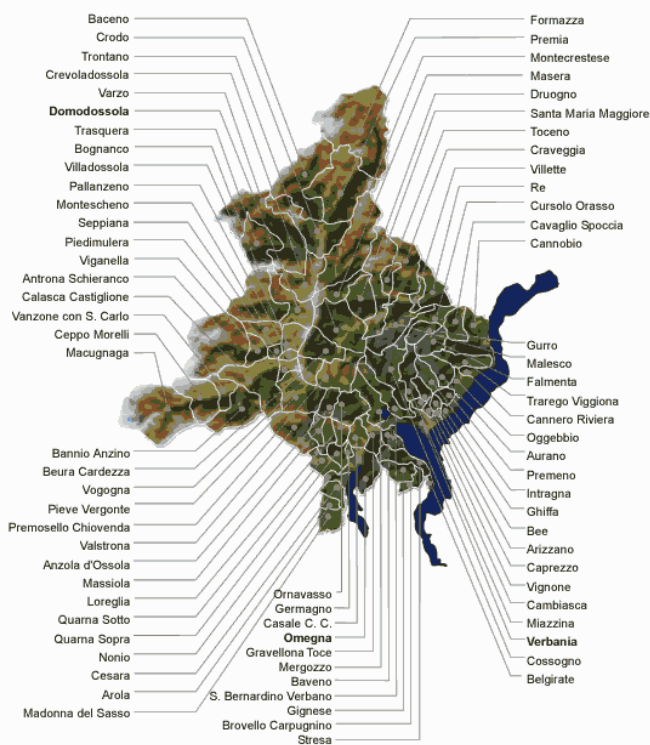 Baceno
Crodo
Trontano
Crevoladossola
Varzo
Domodossola
Trasquera
Bognanco
Villadossola
Pallanzeno
Montescheno
Seppiana
Piedimulera
Viganella
Antrona Schieranco
Calasca Castiglione
Vanzone con S. Carlo
Ceppo Morelli
Macugnaga
Formazza
Premia
Montecrestese
Masera
Druogno
Santa Maria Maggiore
Toceno
Craveggia
Villette
Re
Cursolo Orasso
Cavaglio Spoccia
Cannobio
Gurro
Malesco
Falmenta
Trarego Viggiona
Cannero Riviera
Oggebbio
Aurano
Premeno
Intragna
Ghiffa
Bee
Arizzano
Caprezzo
Vignone
Cambiasca
Miazzina
Verbania
Cossogno
Belgirate
Bannio Anzino
Beura Cardezza
Vogogna
Pieve Vergonte
Premosello Chiovenda
Valstrona
Anzola d'Ossola
Massiola
Loreglia
Quarna Sotto
Quarna Sopra
Nonio
Cesara
Arola
Madonna del Sasso
Ornavasso
Germagno
Casale C. C.
Omegna
Gravellona Toce
Mergozzo
Baveno
S. Bernardino Verbano
Gignese
Brovello Carpugnino
Stresa